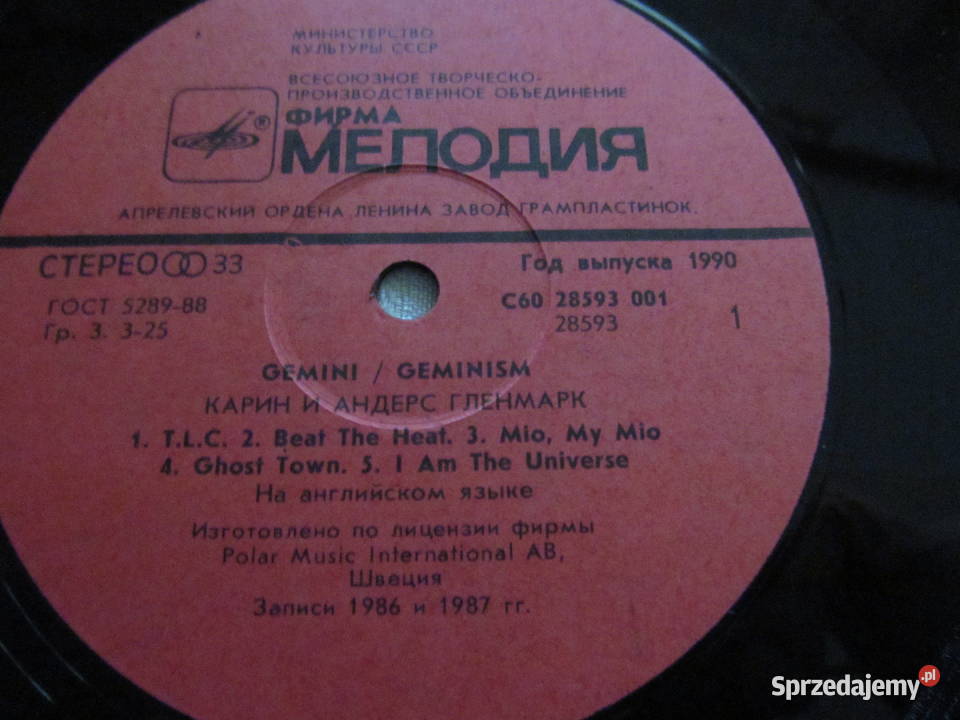 МИНИСТЕРСТВО
КУЛЬТУРЫ СССР
ВСЕСОЮЗНОЕ ТВОРЧЕСКО-
ПРОИЗВОДСТВЕННОЕ ОБЪЕДИНЕНИЕ
ФИРМА
®
МЕЛОДИЯ
АПРЕЛЕВСКИЙ ОРДЕНА ЛЕНИНА ЗАВОД ГРАМПЛАСТИНОК.
СТЕРЕО 33
Год выпуска 1990
ГОСТ 5289-88
С60 28593 001
Гр. 3. 3-25
28593
1
GEMINI / GEMINISM
КАРИН И АНДЕРС ГЛЕНМАРК
1. T.L.C. 2. Beat The Heat. 3. Mio, My Mio
4. Ghost Town. 5. I Am The Universe
На английском языке
Изготовлено по лицензии фирмы
Polar Music International AB,
Швеция
Записи 1986 и 1987 гг.
Sprzedajemy.pl